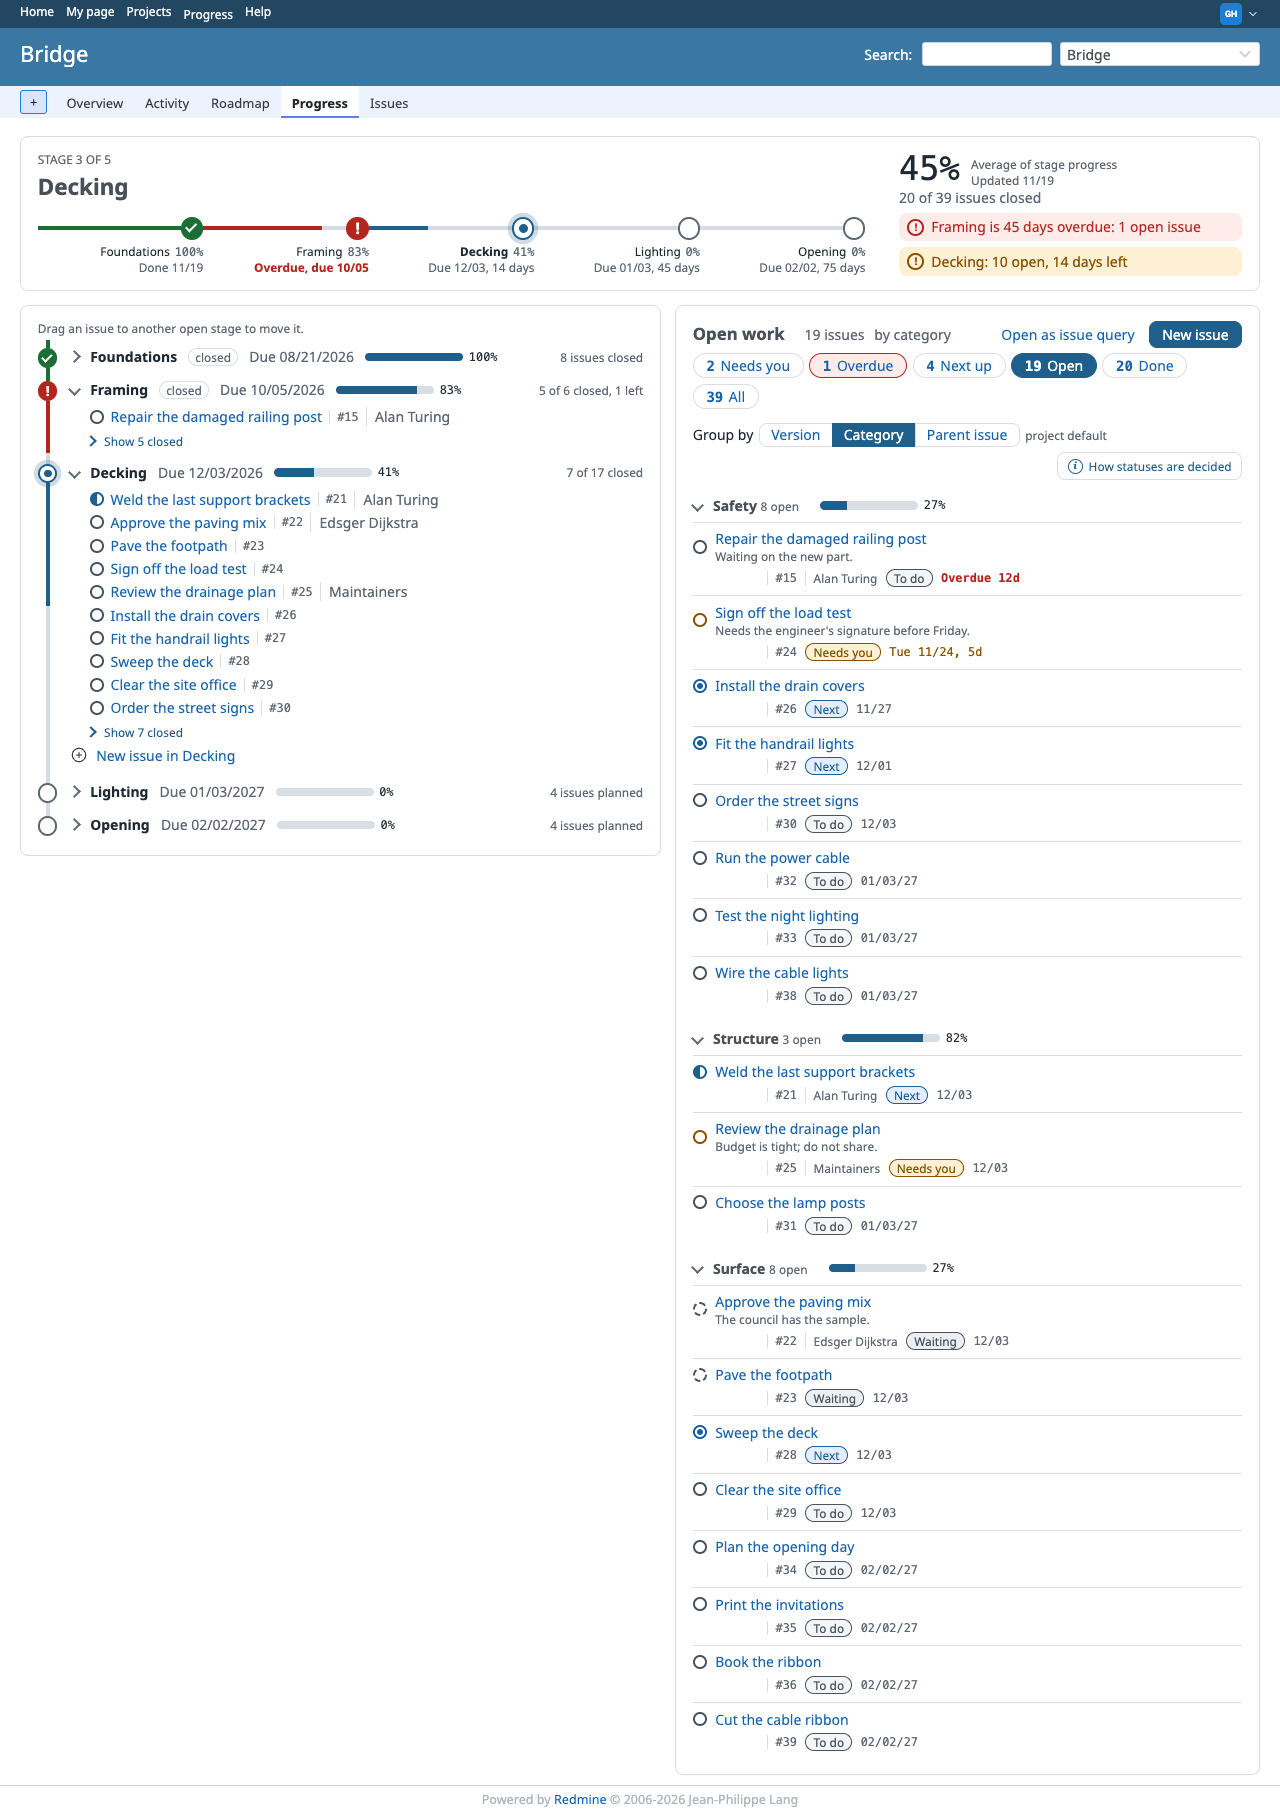 Home My page Projects Progress Help GH
Bridge Search: Bridge
+ Overview Activity Roadmap Progress Issues
STAGE 3 OF 5
Decking
Foundations 100%
Done 11/19
Framing 83%
Overdue, due 10/05
Decking 41%
Due 12/03, 14 days
Lighting 0%
Due 01/03, 45 days
Opening 0%
Due 02/02, 75 days
45% Average of stage progress
Updated 11/19
20 of 39 issues closed
Framing is 45 days overdue: 1 open issue
Decking: 10 open, 14 days left
Drag an issue to another open stage to move it.
Foundations closed Due 08/21/2026 100% 8 issues closed
Framing closed Due 10/05/2026 83% 5 of 6 closed, 1 left
Repair the damaged railing post #15 Alan Turing
Show 5 closed
Decking Due 12/03/2026 41% 7 of 17 closed
Weld the last support brackets #21 Alan Turing
Approve the paving mix #22 Edsger Dijkstra
Pave the footpath #23
Sign off the load test #24
Review the drainage plan #25 Maintainers
Install the drain covers #26
Fit the handrail lights #27
Sweep the deck #28
Clear the site office #29
Order the street signs #30
Show 7 closed
New issue in Decking
Lighting Due 01/03/2027 0% 4 issues planned
Opening Due 02/02/2027 0% 4 issues planned
Open work 19 issues by category Open as issue query New issue
2 Needs you 1 Overdue 4 Next up 19 Open 20 Done
39 All
Group by Version Category Parent issue project default
How statuses are decided
Safety 8 open 27%
Repair the damaged railing post
Waiting on the new part.
#15 Alan Turing To do Overdue 12d
Sign off the load test
Needs the engineer's signature before Friday.
#24 Needs you Tue 11/24, 5d
Install the drain covers
#26 Next 11/27
Fit the handrail lights
#27 Next 12/01
Order the street signs
#30 To do 12/03
Run the power cable
#32 To do 01/03/27
Test the night lighting
#33 To do 01/03/27
Wire the cable lights
#38 To do 01/03/27
Structure 3 open 82%
Weld the last support brackets
#21 Alan Turing Next 12/03
Review the drainage plan
Budget is tight; do not share.
#25 Maintainers Needs you 12/03
Choose the lamp posts
#31 To do 01/03/27
Surface 8 open 27%
Approve the paving mix
The council has the sample.
#22 Edsger Dijkstra Waiting 12/03
Pave the footpath
#23 Waiting 12/03
Sweep the deck
#28 Next 12/03
Clear the site office
#29 To do 12/03
Plan the opening day
#34 To do 02/02/27
Print the invitations
#35 To do 02/02/27
Book the ribbon
#36 To do 02/02/27
Cut the cable ribbon
#39 To do 02/02/27
Powered by Redmine © 2006-2026 Jean-Philippe Lang